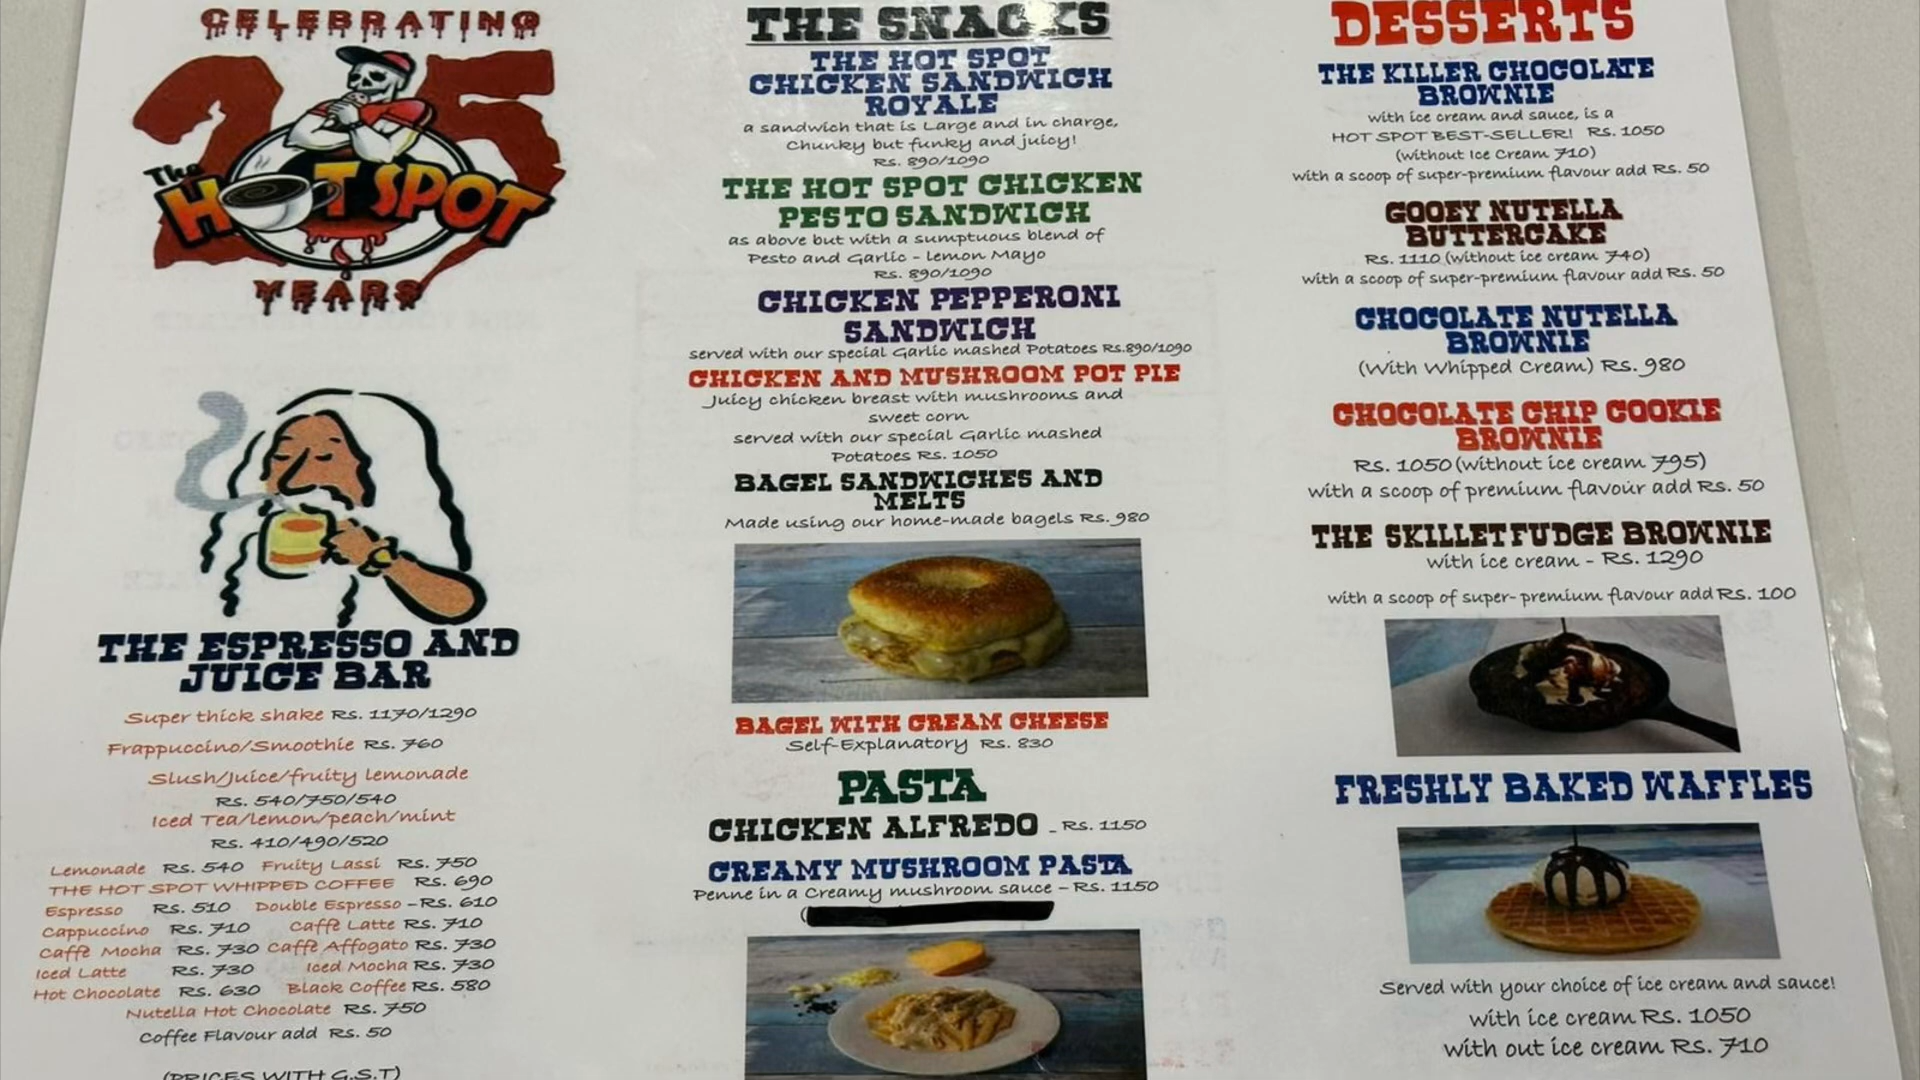 CELEBRATING
25
The
HOT SPOT
YEARS
THE ESPRESSO AND
JUICE BAR
Super thick shake Rs. 1170/1290
Frappuccino/Smoothie Rs. 760
Slush/Juice/fruity lemonade
Rs. 540/750/540
Iced Tea/lemon/peach/mint
Rs. 410/490/520
Lemonade Rs. 540 Fruity Lassi Rs. 750
THE HOT SPOT WHIPPED COFFEE Rs. 690
Espresso Rs. 510 Double Espresso – Rs. 610
Cappuccino Rs. 710 Caffè Latte Rs. 710
Caffè Mocha Rs. 730 Caffè Affogato Rs. 730
Iced Latte Rs. 730 Iced Mocha Rs. 730
Hot Chocolate Rs. 630 Black Coffee Rs. 580
Nutella Hot Chocolate Rs. 750
Coffee Flavour add Rs. 50
(PRICES WITH G.S.T)
THE SNACKS
THE HOT SPOT
CHICKEN SANDWICH
ROYALE
a sandwich that is Large and in charge,
Chunky but funky and juicy!
Rs. 890/1090
THE HOT SPOT CHICKEN
PESTO SANDWICH
as above but with a sumptuous blend of
Pesto and Garlic - lemon Mayo
Rs. 890/1090
CHICKEN PEPPERONI
SANDWICH
served with our special Garlic mashed Potatoes Rs.890/1090
CHICKEN AND MUSHROOM POT PIE
Juicy chicken breast with mushrooms and
sweet corn
served with our special Garlic mashed
Potatoes Rs. 1050
BAGEL SANDWICHES AND
MELTS
Made using our home-made bagels Rs. 980
BAGEL WITH CREAM CHEESE
Self-Explanatory Rs. 830
PASTA
CHICKEN ALFREDO - Rs. 1150
CREAMY MUSHROOM PASTA
Penne in a Creamy mushroom sauce – Rs. 1150
DESSERTS
THE KILLER CHOCOLATE
BROWNIE
with ice cream and sauce, is a
HOT SPOT BEST-SELLER! Rs. 1050
(without Ice Cream 710)
with a scoop of super-premium flavour add Rs. 50
GOOEY NUTELLA
BUTTERCAKE
Rs. 1110 (without ice cream 740)
with a scoop of super-premium flavour add Rs. 50
CHOCOLATE NUTELLA
BROWNIE
(With Whipped Cream) Rs. 980
CHOCOLATE CHIP COOKIE
BROWNIE
Rs. 1050 (without ice cream 795)
with a scoop of premium flavour add Rs. 50
THE SKILLET FUDGE BROWNIE
with ice cream - Rs. 1290
with a scoop of super- premium flavour add Rs. 100
FRESHLY BAKED WAFFLES
Served with your choice of ice cream and sauce!
with ice cream Rs. 1050
with out ice cream Rs. 710